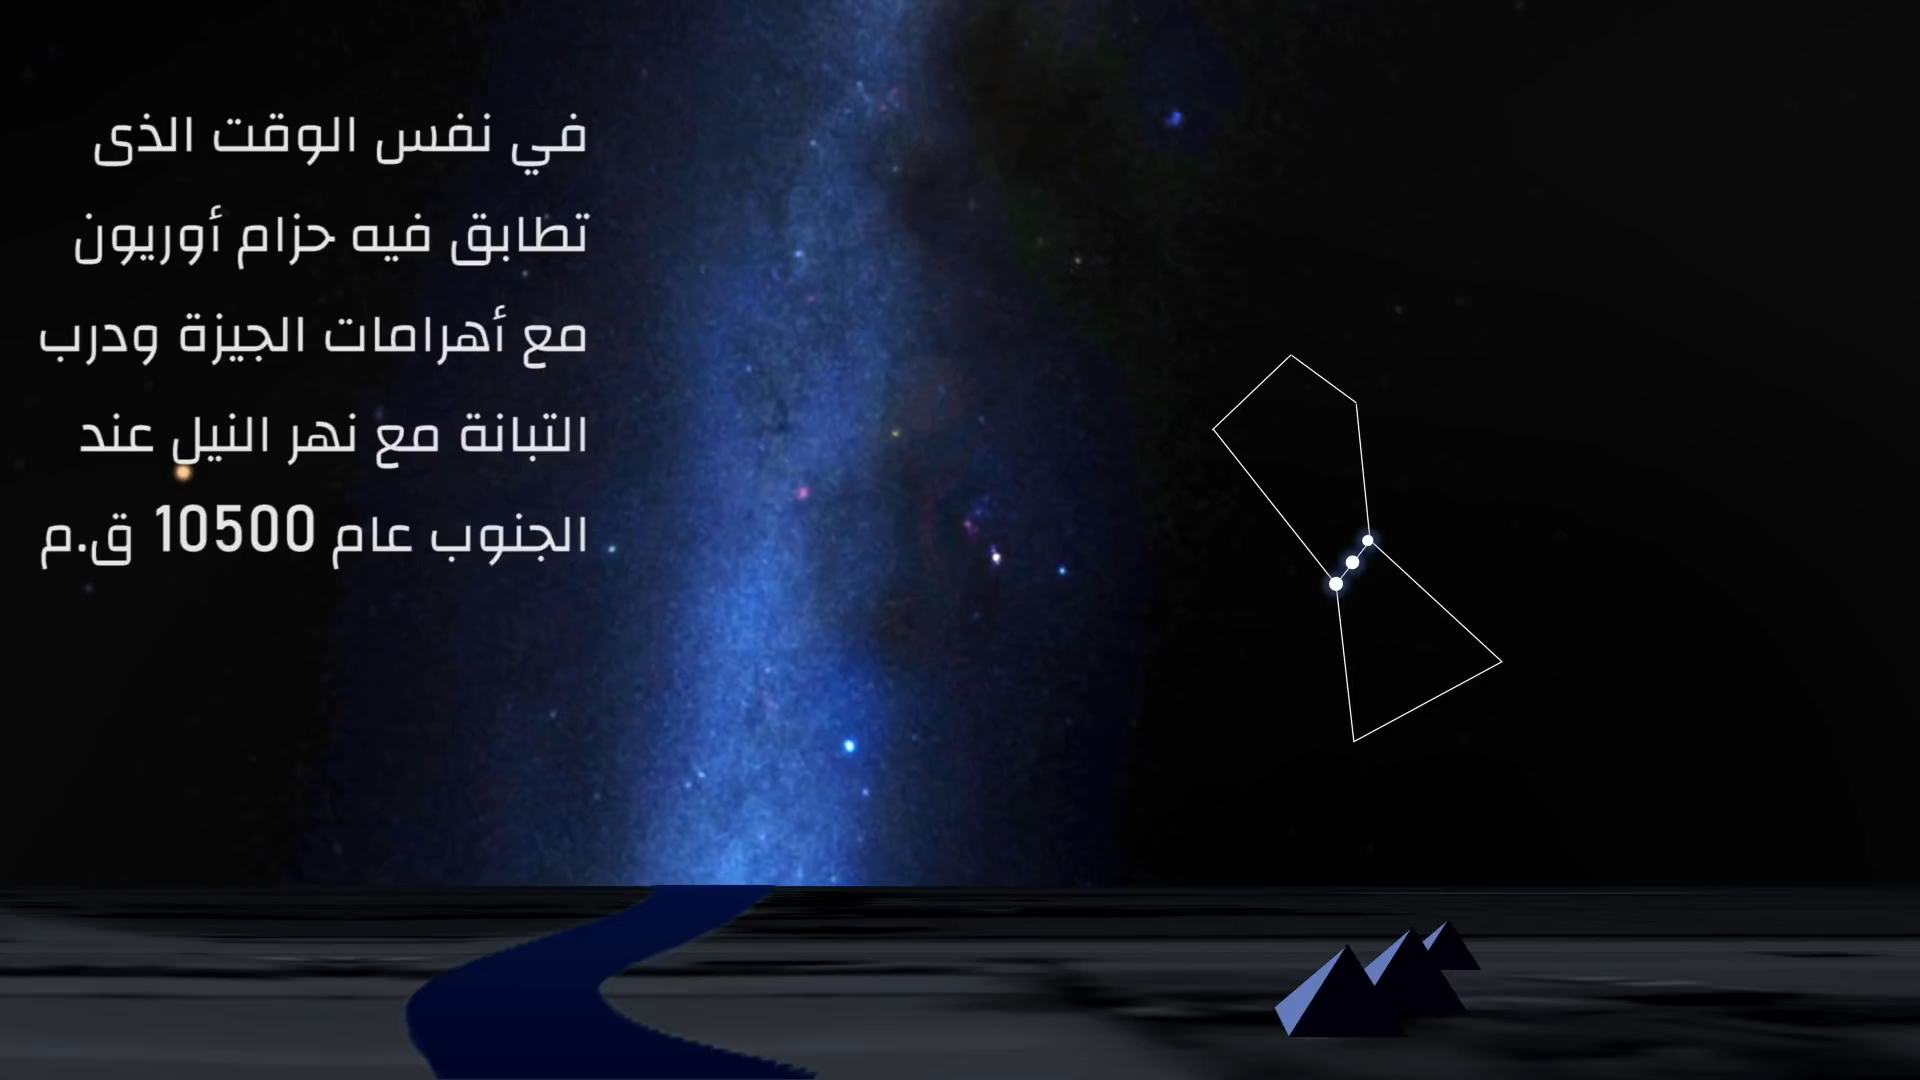 في نفس الوقت الذى
تطابق فيه حزام أوريون
مع أهرامات الجيزة ودرب
التبانة مع نهر النيل عند
الجنوب عام 10500 ق.م